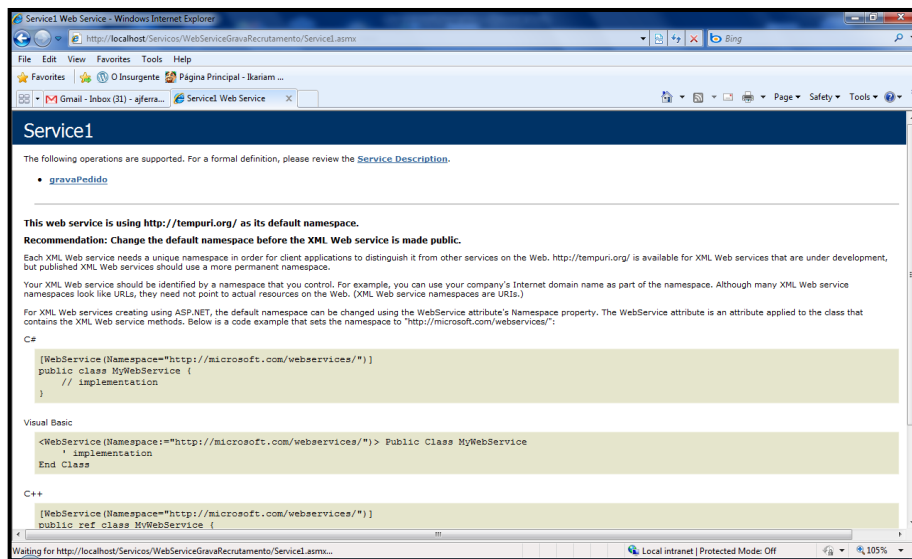 Service1 Web Service - Windows Internet Explorer
http://localhost/Servicos/WebServiceGravaRecrutamento/Service1.asmx
Bing
File Edit View Favorites Tools Help
Favorites O Insurgente Página Principal - Ikariam ...
Gmail - Inbox (31) - ajferra... Service1 Web Service X Page Safety Tools
Service1
The following operations are supported. For a formal definition, please review the Service Description.
• gravaPedido
This web service is using http://tempuri.org/ as its default namespace.
Recommendation: Change the default namespace before the XML Web service is made public.
Each XML Web service needs a unique namespace in order for client applications to distinguish it from other services on the Web. http://tempuri.org/ is available for XML Web services that are under development,
but published XML Web services should use a more permanent namespace.
Your XML Web service should be identified by a namespace that you control. For example, you can use your company's Internet domain name as part of the namespace. Although many XML Web service
namespaces look like URLs, they need not point to actual resources on the Web. (XML Web service namespaces are URIs.)
For XML Web services creating using ASP.NET, the default namespace can be changed using the WebService attribute's Namespace property. The WebService attribute is an attribute applied to the class that
contains the XML Web service methods. Below is a code example that sets the namespace to "http://microsoft.com/webservices/":
C#
[WebService(Namespace="http://microsoft.com/webservices/")]
public class MyWebService {
// implementation
}
Visual Basic
<WebService(Namespace:="http://microsoft.com/webservices/")> Public Class MyWebService
' implementation
End Class
C++
[WebService(Namespace="http://microsoft.com/webservices/")]
public ref class MyWebService {
Waiting for http://localhost/Servicos/WebServiceGravaRecrutamento/Service1.asmx... Local intranet | Protected Mode: Off 105%